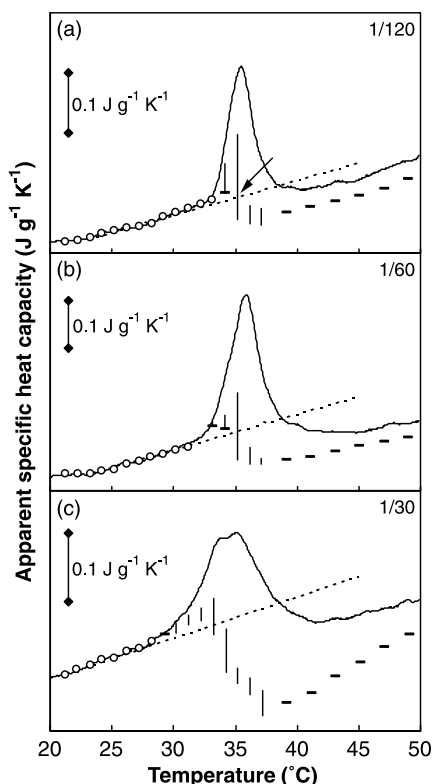 (a)
1/120
0.1 J g⁻¹ K⁻¹
(b)
1/60
0.1 J g⁻¹ K⁻¹
(c)
1/30
0.1 J g⁻¹ K⁻¹
Apparent specific heat capacity (J g⁻¹ K⁻¹)
20 25 30 35 40 45 50
Temperature (°C)